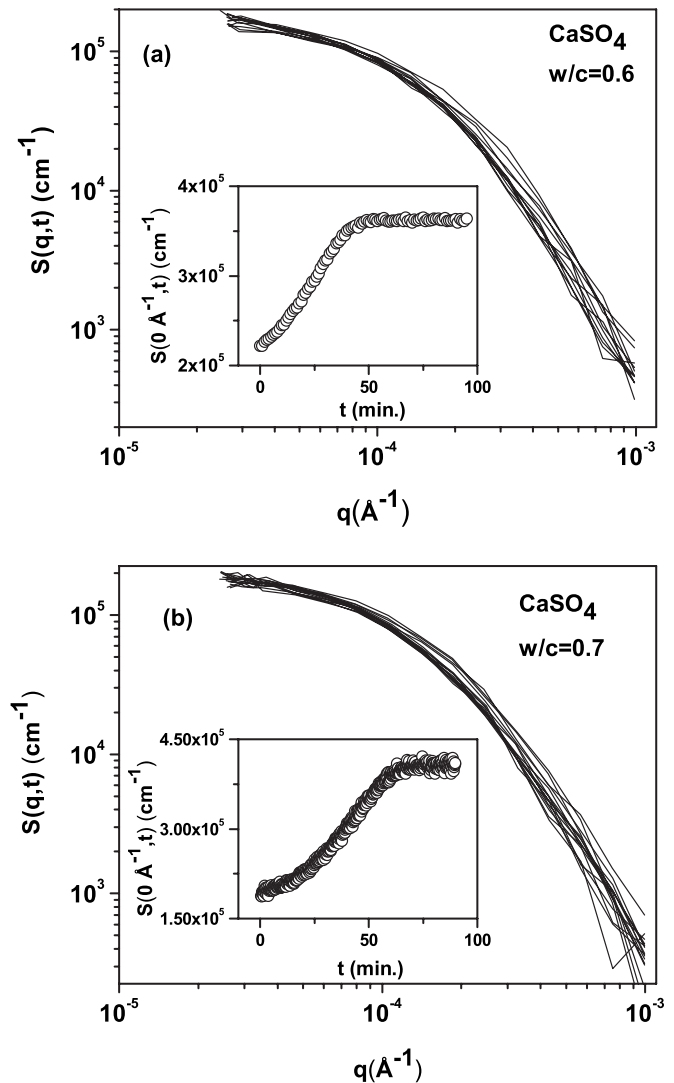 (a)
CaSO4
w/c=0.6
10^5
10^4
10^3
S(q,t) (cm^-1)
4x10^5
3x10^5
2x10^5
S(0 Å^-1,t) (cm^-1)
0 50 100
t (min.)
10^-5 10^-4 10^-3
q(Å^-1)
(b)
CaSO4
w/c=0.7
10^5
10^4
10^3
S(q,t) (cm^-1)
4.50x10^5
3.00x10^5
1.50x10^5
S(0 Å^-1,t) (cm^-1)
0 50 100
t (min.)
10^-5 10^-4 10^-3
q(Å^-1)